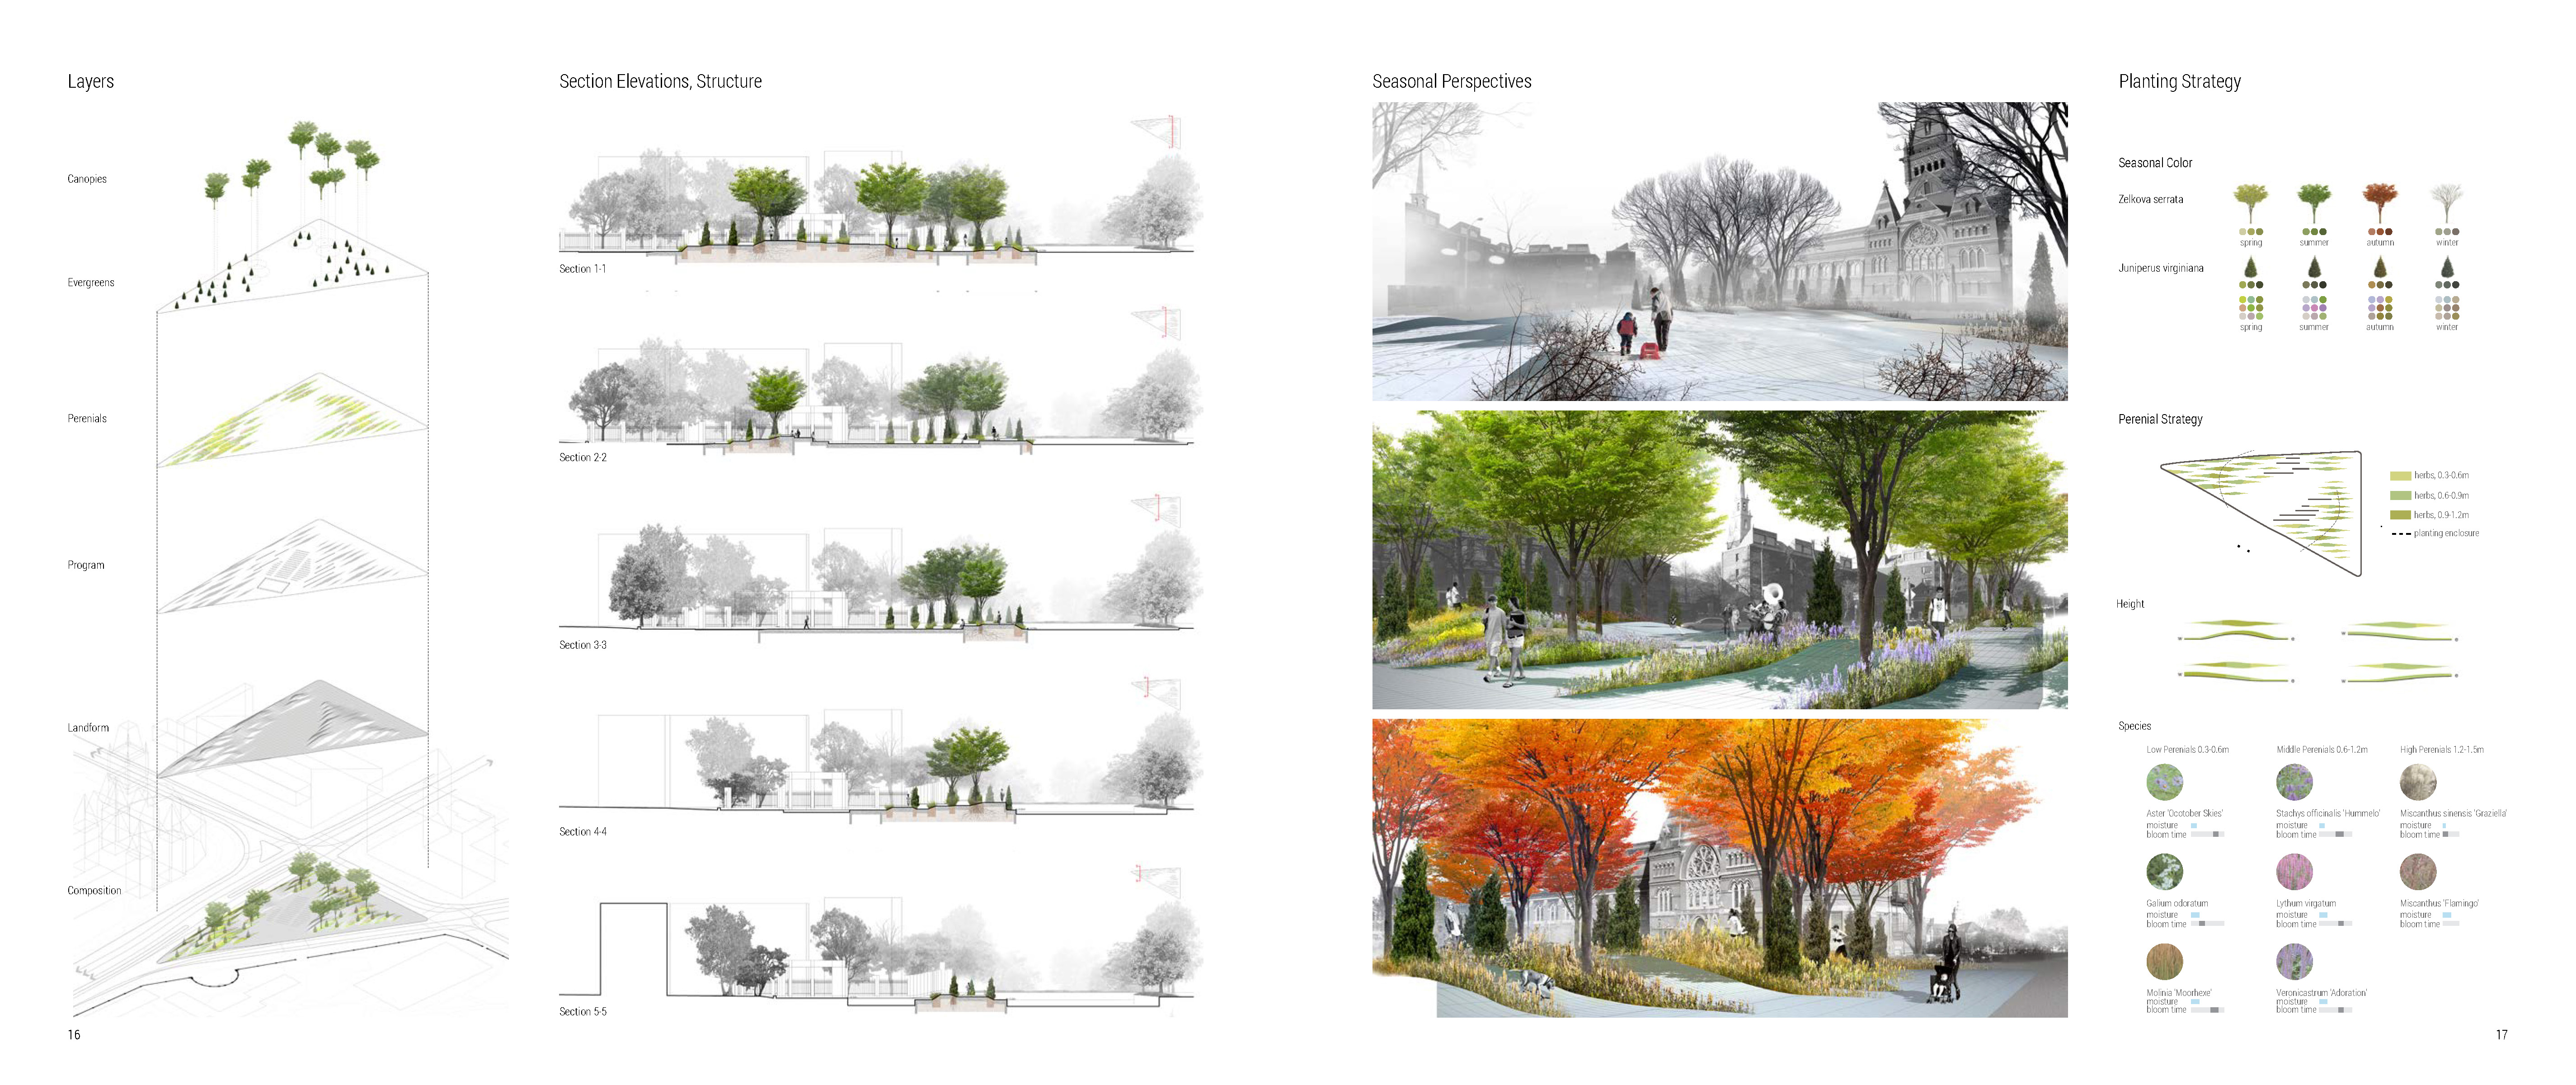 Layers
Canopies
Evergreens
Perenials
Program
Landform
Composition
16
Section Elevations, Structure
Section 1-1
Section 2-2
Section 3-3
Section 4-4
Section 5-5
Seasonal Perspectives
Planting Strategy
Seasonal Color
Zelkova serrata
spring summer autumn winter
Juniperus virginiana
spring summer autumn winter
Perenial Strategy
herbs, 0.3-0.6m
herbs, 0.6-0.9m
herbs, 0.9-1.2m
planting enclosure
Height
Species
Low Perenials 0.3-0.6m
Middle Perenials 0.6-1.2m
High Perenials 1.2-1.5m
Aster 'Ocotober Skies'
moisture
bloom time
Stachys officinalis 'Hummelo'
moisture
bloom time
Miscanthus sinensis 'Graziella'
moisture
bloom time
Galium odoratum
moisture
bloom time
Lythum virgatum
moisture
bloom time
Miscanthus 'Flamingo'
moisture
bloom time
Molinia 'Moorhexe'
moisture
bloom time
Veronicastrum 'Adoration'
moisture
bloom time
17